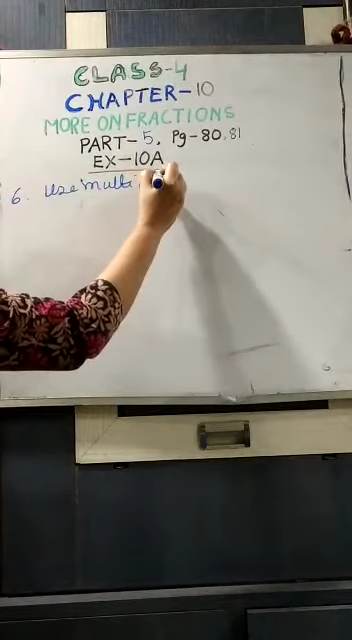 CLASS-4
CHAPTER-10
MORE ON FRACTIONS
PART-5. Pg-80,81
EX-10A
6. Use multi